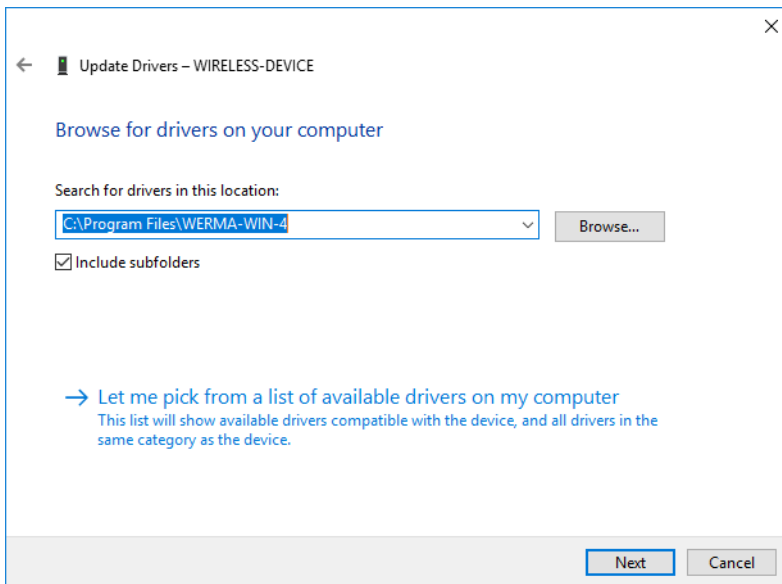 Update Drivers – WIRELESS-DEVICE
Browse for drivers on your computer
Search for drivers in this location:
C:\Program Files\WERMA-WIN-4
Browse...
Include subfolders
Let me pick from a list of available drivers on my computer
This list will show available drivers compatible with the device, and all drivers in the
same category as the device.
Next
Cancel